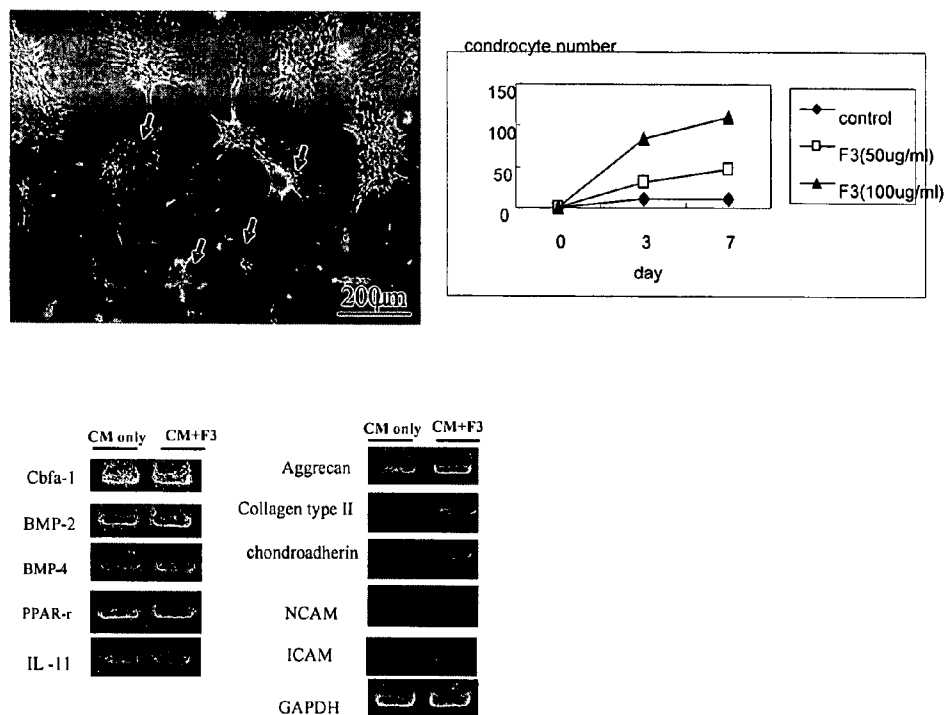 200μm
condrocyte number
150
100
50
0
0 3 7
day
control
F3(50ug/ml)
F3(100ug/ml)
CM only CM+F3
Cbfa-1
BMP-2
BMP-4
PPAR-r
IL -11
CM only CM+F3
Aggrecan
Collagen type II
chondroadherin
NCAM
ICAM
GAPDH